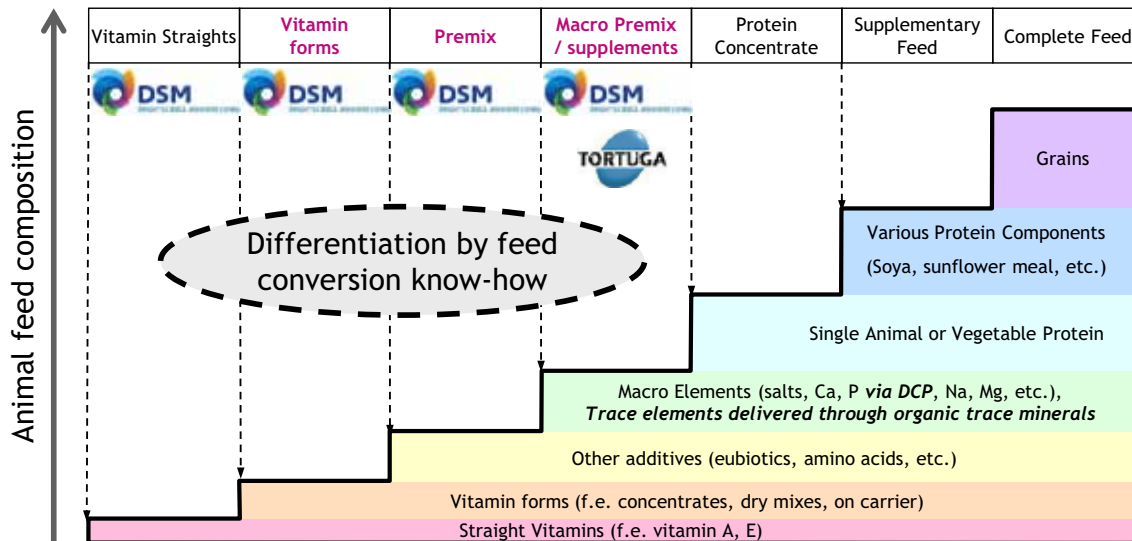 Animal feed composition
Vitamin Straights
Vitamin
forms
Premix
Macro Premix
/ supplements
Protein
Concentrate
Supplementary
Feed
Complete Feed
DSM
DSM
DSM
DSM
TORTUGA
Differentiation by feed
conversion know-how
Grains
Various Protein Components
(Soya, sunflower meal, etc.)
Single Animal or Vegetable Protein
Macro Elements (salts, Ca, P via DCP, Na, Mg, etc.),
Trace elements delivered through organic trace minerals
Other additives (eubiotics, amino acids, etc.)
Vitamin forms (f.e. concentrates, dry mixes, on carrier)
Straight Vitamins (f.e. vitamin A, E)